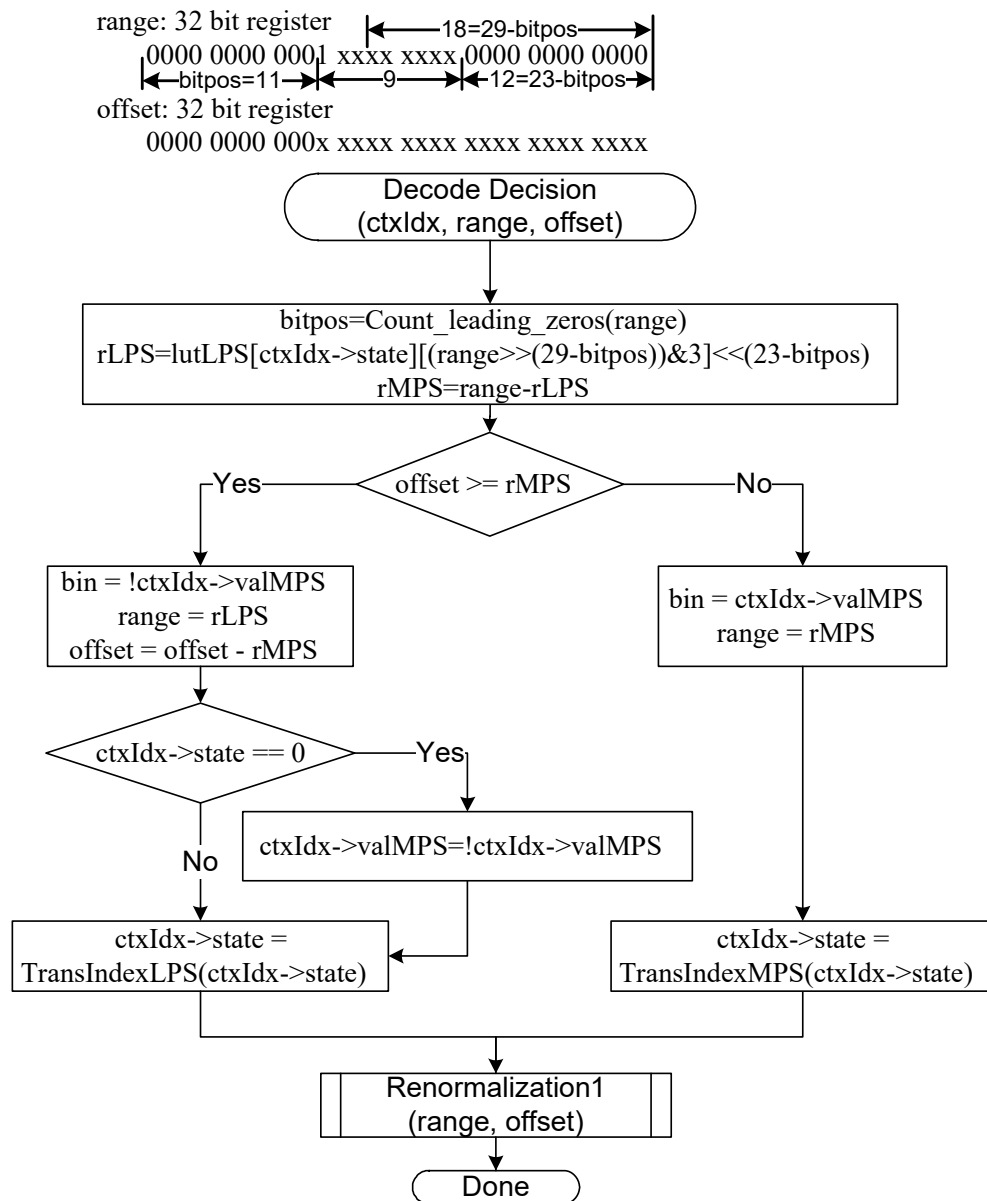 range: 32 bit register
18=29-bitpos
0000 0000 0001 xxxx xxxx 0000 0000 0000
bitpos=11
9
12=23-bitpos
offset: 32 bit register
0000 0000 000x xxxx xxxx xxxx xxxx xxxx
Decode Decision
(ctxIdx, range, offset)
bitpos=Count_leading_zeros(range)
rLPS=lutLPS[ctxIdx->state][(range>>(29-bitpos))&3]<<(23-bitpos)
rMPS=range-rLPS
offset >= rMPS
Yes
No
bin = !ctxIdx->valMPS
range = rLPS
offset = offset - rMPS
bin = ctxIdx->valMPS
range = rMPS
ctxIdx->state == 0
Yes
ctxIdx->valMPS=!ctxIdx->valMPS
No
ctxIdx->state =
TransIndexLPS(ctxIdx->state)
ctxIdx->state =
TransIndexMPS(ctxIdx->state)
Renormalization1
(range, offset)
Done